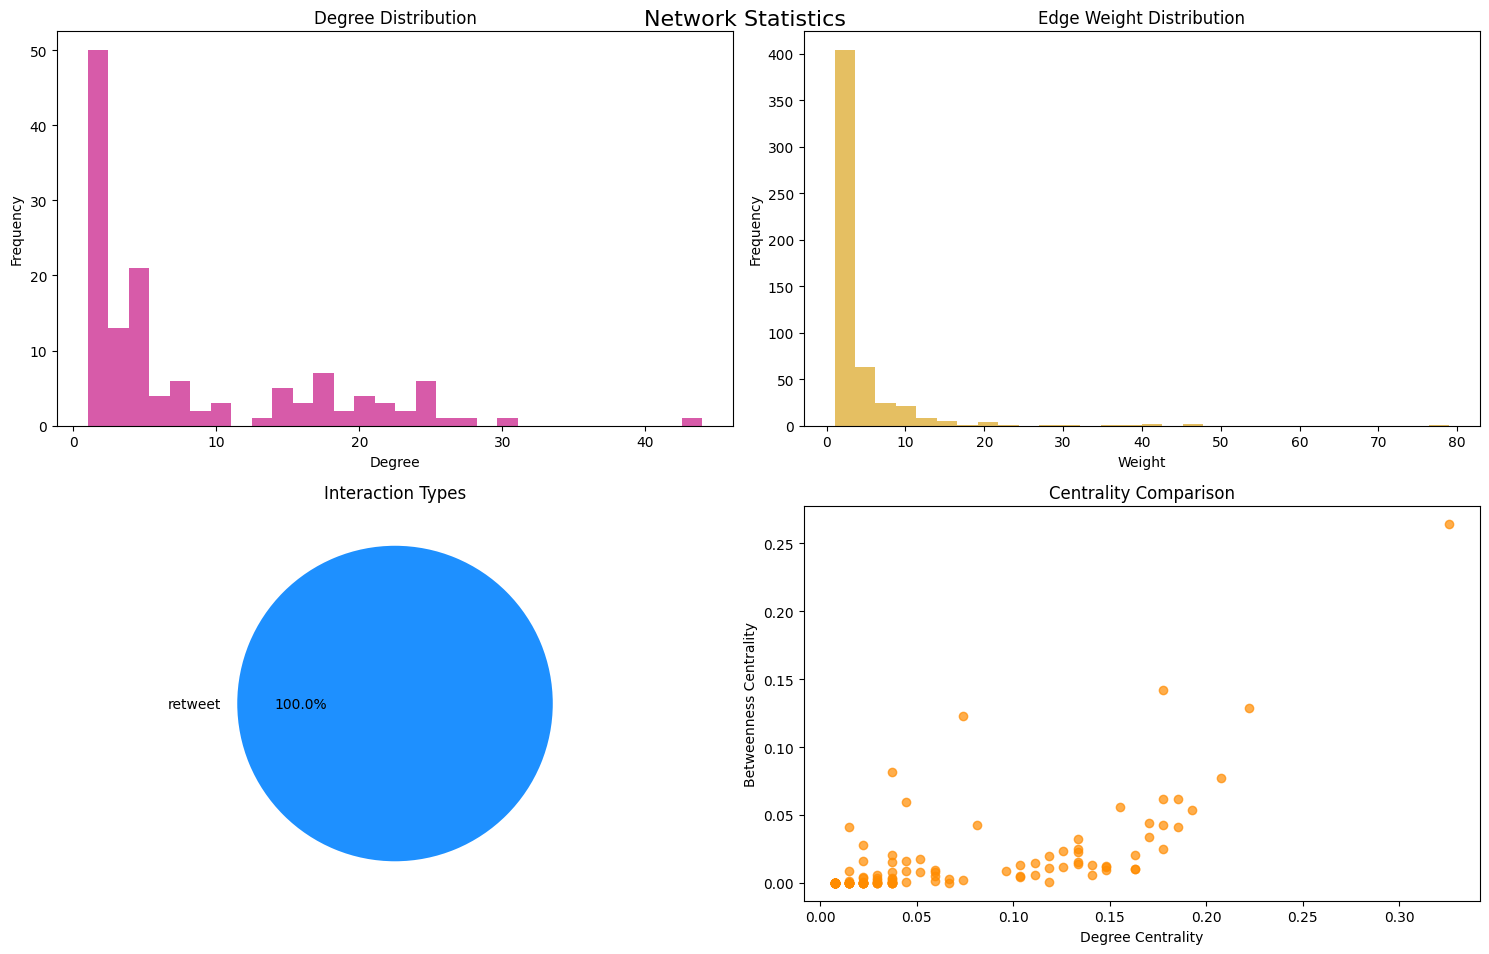 Network Statistics
Degree Distribution
50
40
30
20
10
0
Frequency
0 10 20 30 40
Degree
Edge Weight Distribution
400
350
300
250
200
150
100
50
0
Frequency
0 10 20 30 40 50 60 70 80
Weight
Interaction Types
retweet
100.0%
Centrality Comparison
0.25
0.20
0.15
0.10
0.05
0.00
Betweenness Centrality
0.00 0.05 0.10 0.15 0.20 0.25 0.30
Degree Centrality